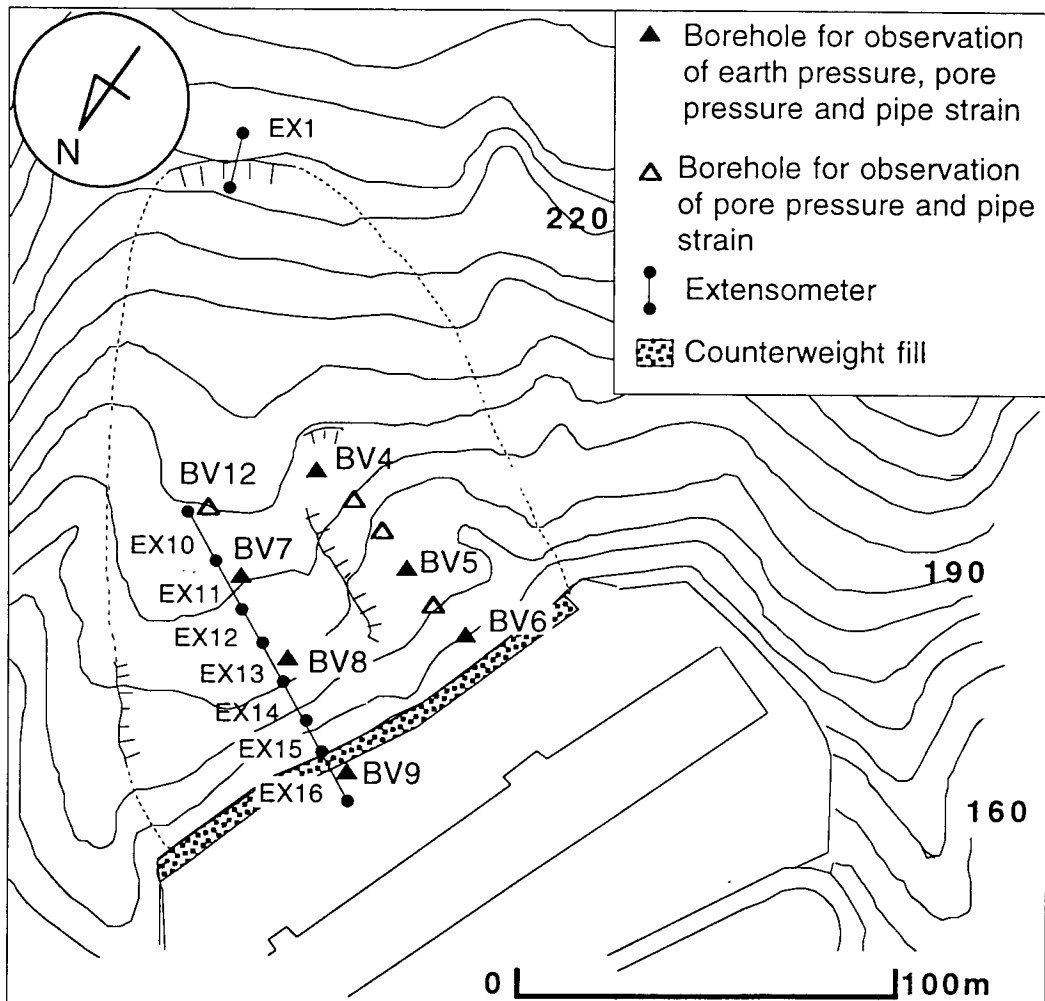 N
EX1
Borehole for observation
of earth pressure, pore
pressure and pipe strain
Borehole for observation
of pore pressure and pipe
strain
Extensometer
Counterweight fill
220
BV12
BV4
EX10
BV7
BV5
190
EX11
EX12
BV6
EX13
BV8
EX14
EX15
BV9
EX16
160
0
100m